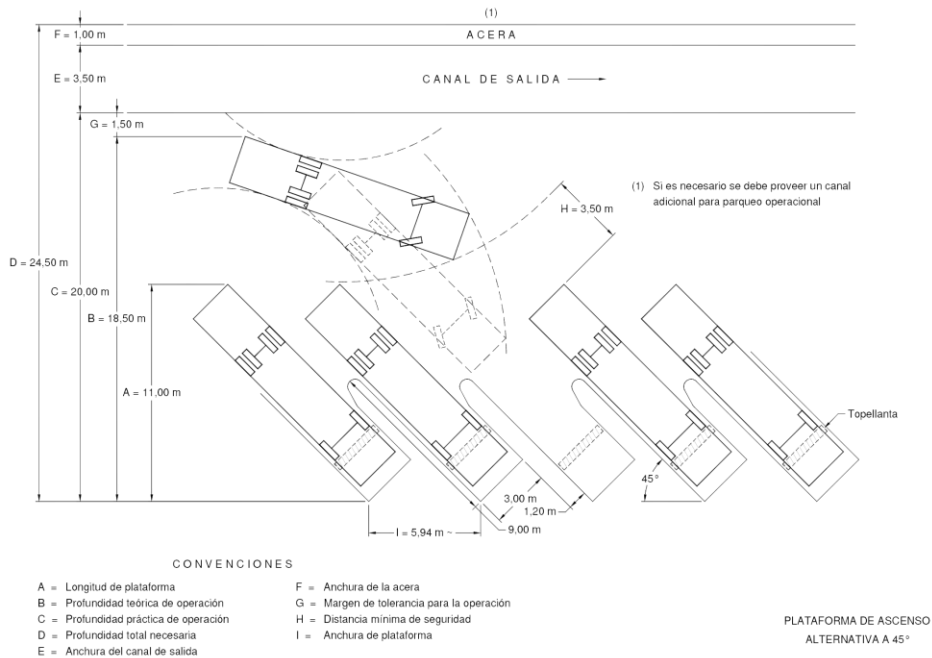 (1)
F = 1,00 m
ACERA
E = 3,50 m
CANAL DE SALIDA
G = 1,50 m
(1) Si es necesario se debe proveer un canal
adicional para parqueo operacional
H = 3,50 m
D = 24,50 m
C = 20,00 m
B = 18,50 m
A = 11,00 m
Topellanta
45°
3,00 m
1,20 m
9,00 m
I = 5,94 m ~
CONVENCIONES
A = Longitud de plataforma
B = Profundidad teórica de operación
C = Profundidad práctica de operación
D = Profundidad total necesaria
E = Anchura del canal de salida
F = Anchura de la acera
G = Margen de tolerancia para la operación
H = Distancia mínima de seguridad
I = Anchura de plataforma
PLATAFORMA DE ASCENSO
ALTERNATIVA A 45°